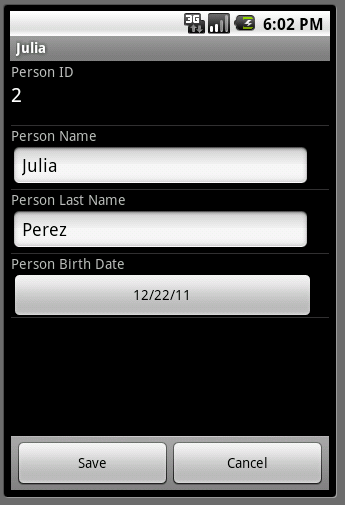 3G 6:02 PM
Julia
Person ID
2
Person Name
Julia
Person Last Name
Perez
Person Birth Date
12/22/11
Save Cancel